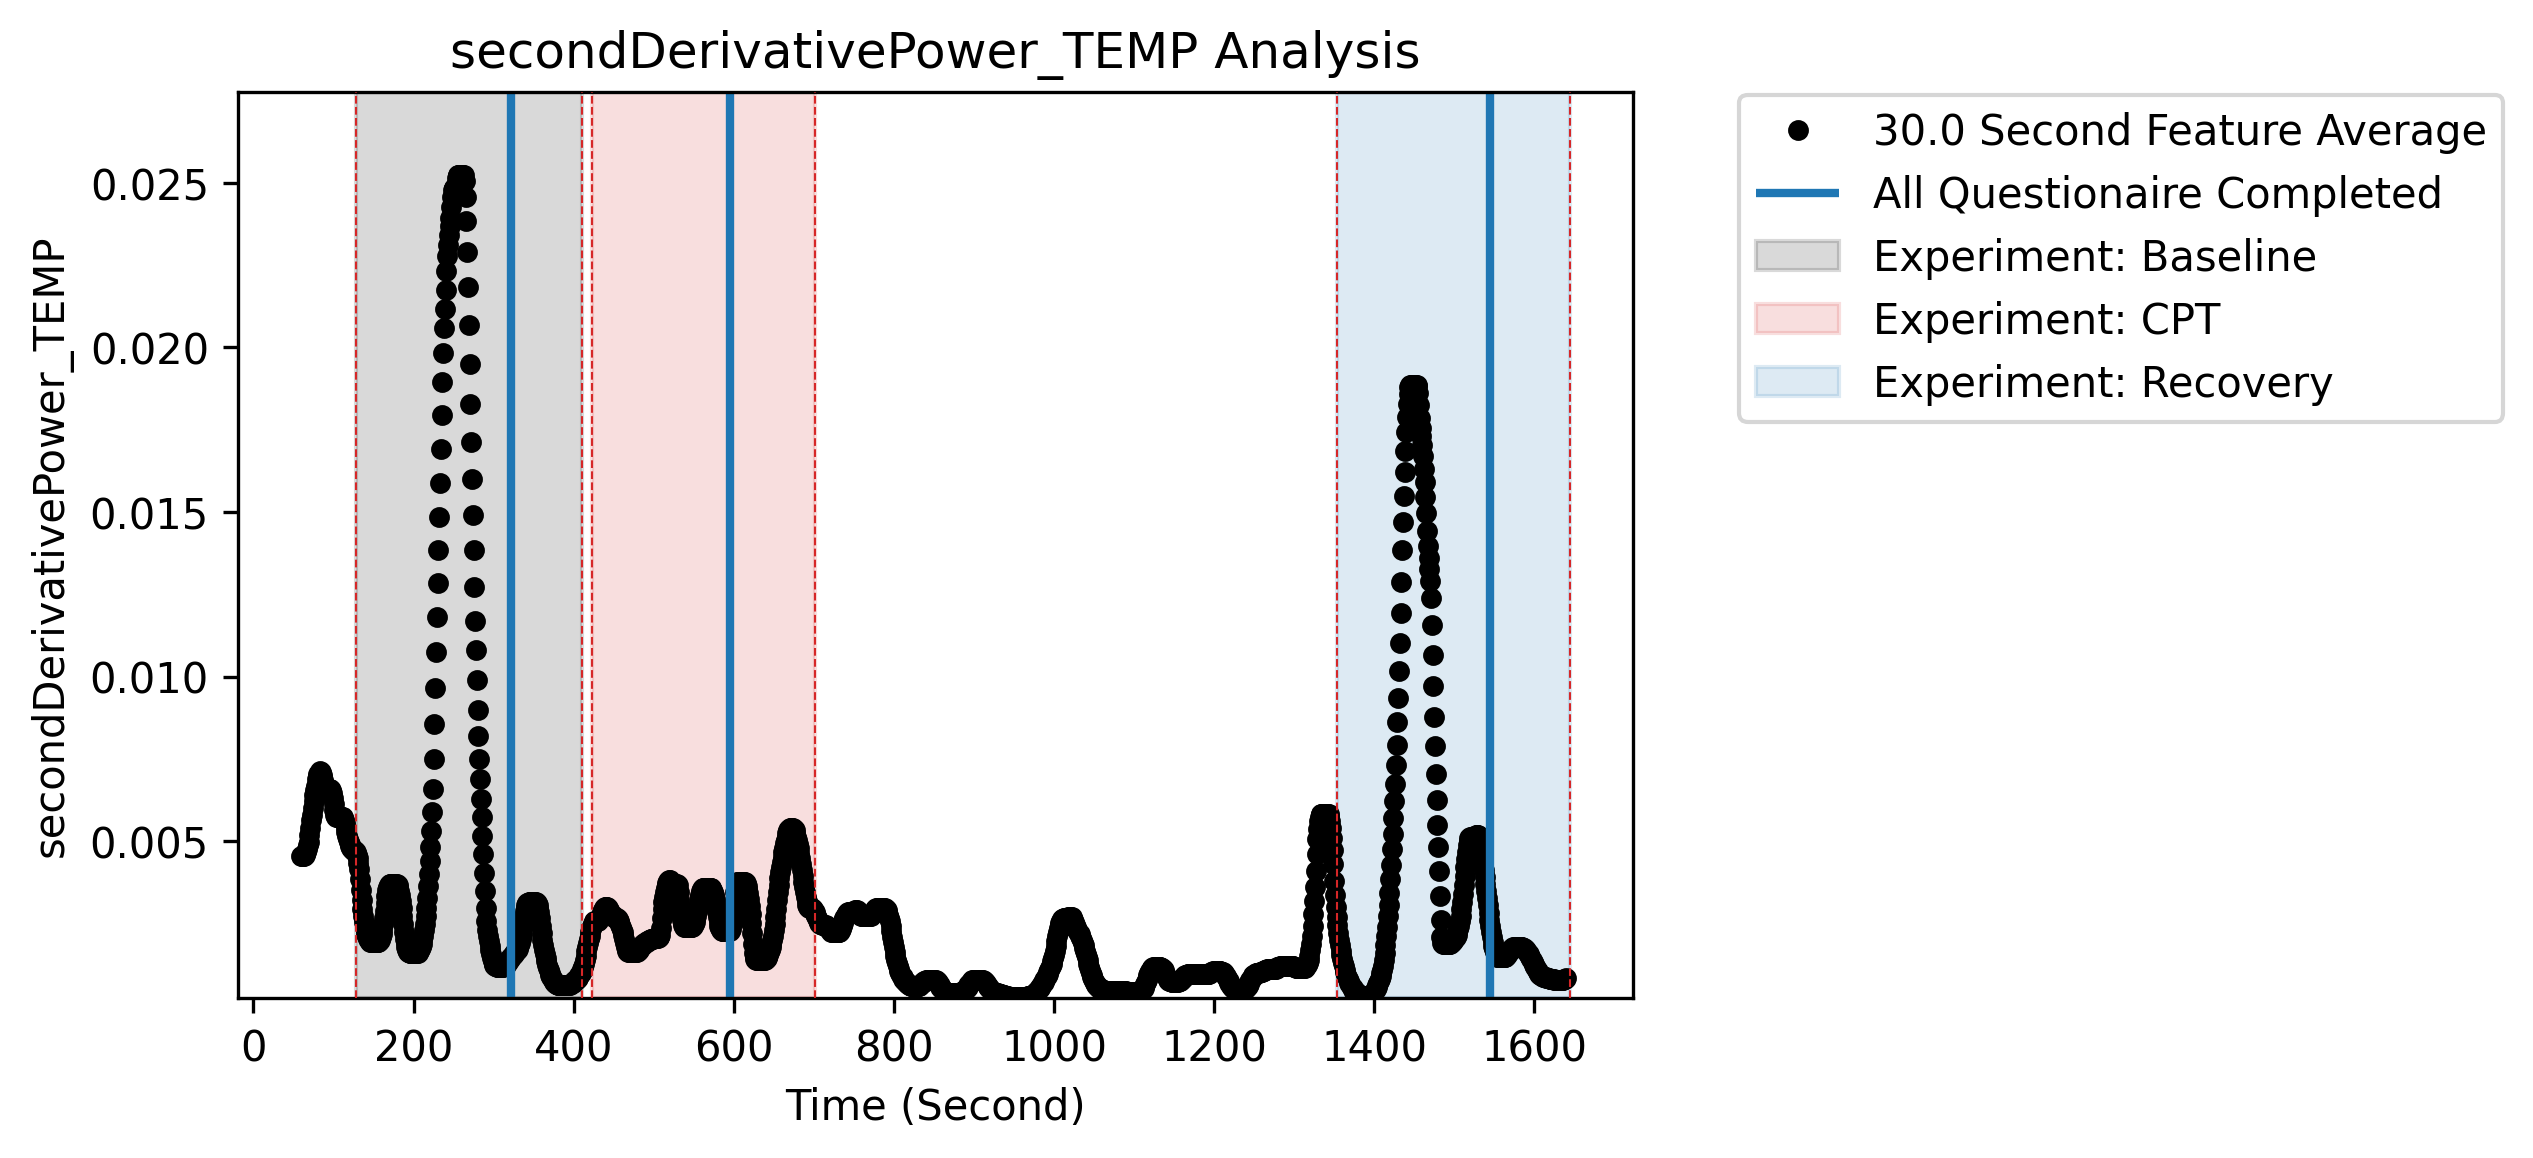 secondDerivativePower_TEMP Analysis
secondDerivativePower_TEMP
0.025
0.020
0.015
0.010
0.005
0 200 400 600 800 1000 1200 1400 1600
Time (Second)
30.0 Second Feature Average
All Questionaire Completed
Experiment: Baseline
Experiment: CPT
Experiment: Recovery